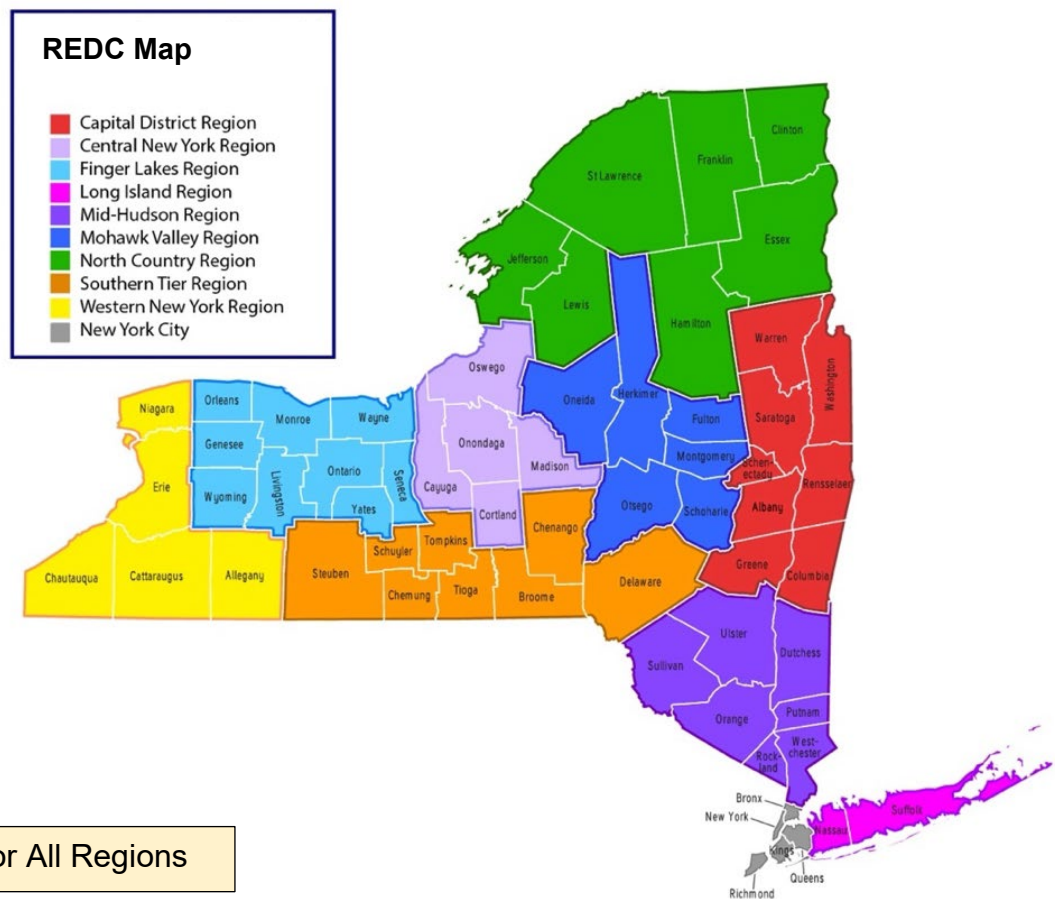 REDC Map
Capital District Region
Central New York Region
Finger Lakes Region
Long Island Region
Mid-Hudson Region
Mohawk Valley Region
North Country Region
Southern Tier Region
Western New York Region
New York City
Clinton
Franklin
St Lawrence
Essex
Jefferson
Lewis
Hamilton
Warren
Washington
Oswego
Oneida
Herkimer
Fulton
Saratoga
Niagara
Orleans
Monroe
Wayne
Genesee
Onondaga
Madison
Montgomery
Schen-
ectady
Rensselaer
Erie
Wyoming
Livingston
Ontario
Seneca
Yates
Cayuga
Cortland
Chenango
Otsego
Schoharie
Albany
Chautauqua
Cattaraugus
Allegany
Steuben
Schuyler
Tompkins
Chemung
Tioga
Broome
Delaware
Greene
Columbia
Ulster
Sullivan
Dutchess
Orange
Putnam
Rock-
land
West-
chester
Bronx
New York
Kings
Queens
Richmond
Nassau
Suffolk
or All Regions